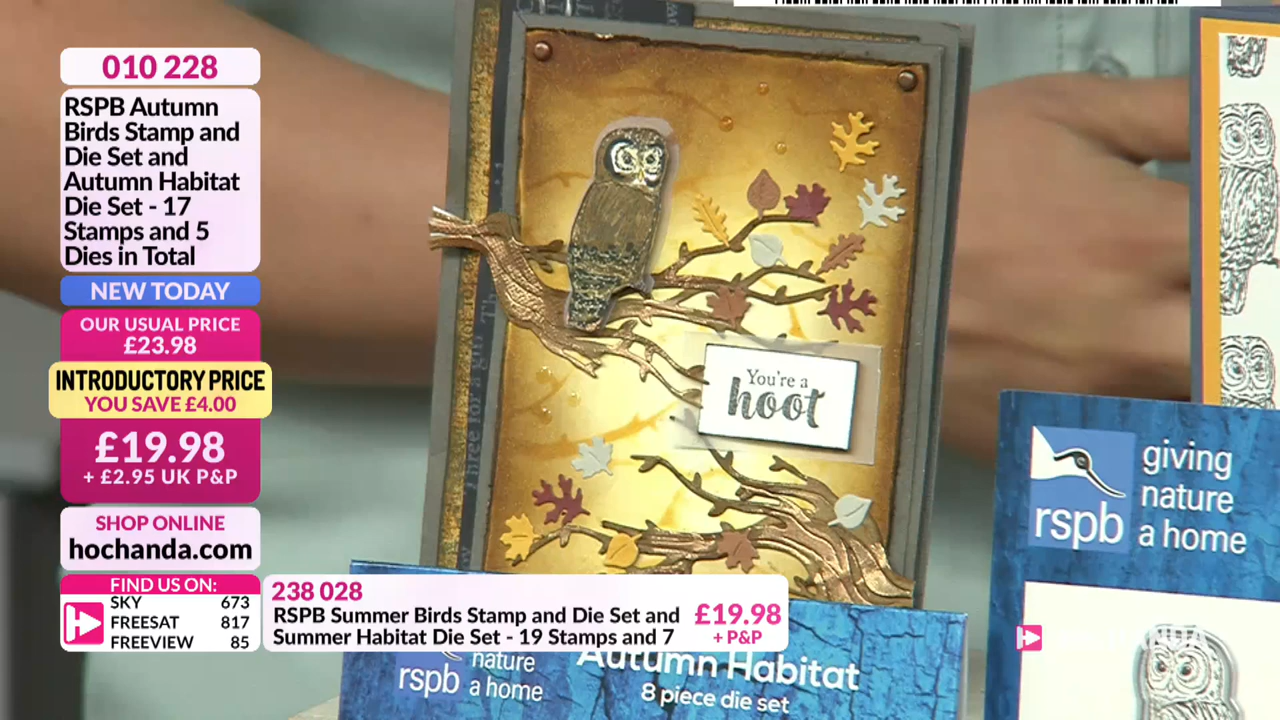 010 228
RSPB Autumn
Birds Stamp and
Die Set and
Autumn Habitat
Die Set - 17
Stamps and 5
Dies in Total
NEW TODAY
OUR USUAL PRICE
£23.98
INTRODUCTORY PRICE
YOU SAVE £4.00
£19.98
+ £2.95 UK P&P
SHOP ONLINE
hochanda.com
FIND US ON:
SKY 673
FREESAT 817
FREEVIEW 85
238 028
RSPB Summer Birds Stamp and Die Set and
Summer Habitat Die Set - 19 Stamps and 7
£19.98
+ P&P
Three for a girl Th
You're a
hoot
giving
nature
a home
rspb
nature
a home
rspb
Autumn Habitat
8 piece die set